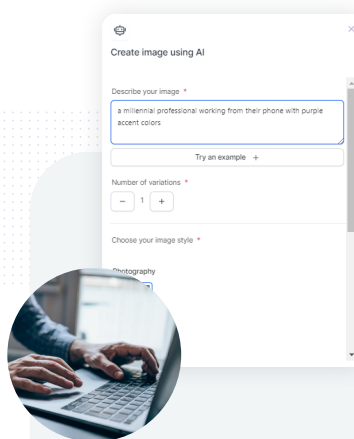 Create image using AI
Describe your image *
a millennial professional working from their phone with purple
accent colors
Try an example +
Number of variations *
− 1 +
Choose your image style *
Photography